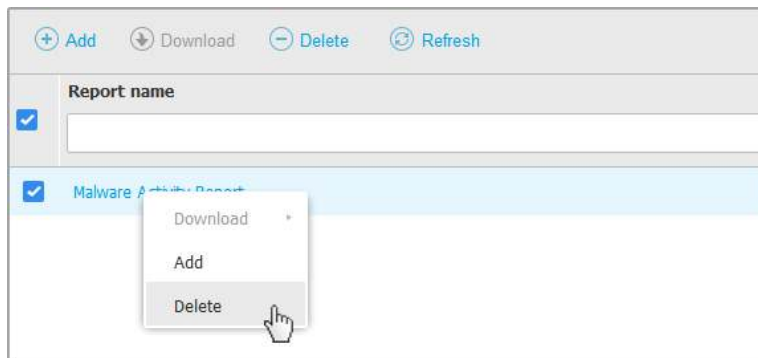 Add Download Delete Refresh
Report name
Malware Activity Report
Download
Add
Delete